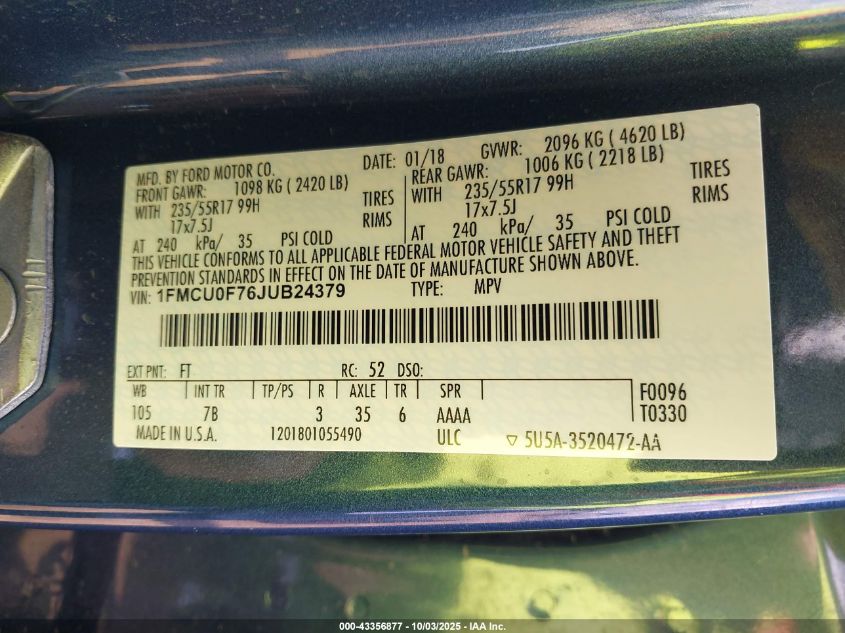 MFD. BY FORD MOTOR CO. DATE: 01/18 GVWR: 2096 KG ( 4620 LB)
FRONT GAWR: 1098 KG ( 2420 LB) REAR GAWR: 1006 KG ( 2218 LB)
WITH 235/55R17 99H TIRES WITH 235/55R17 99H TIRES
17x7.5J RIMS 17x7.5J RIMS
AT 240 kPa/ 35 PSI COLD AT 240 kPa/ 35 PSI COLD
THIS VEHICLE CONFORMS TO ALL APPLICABLE FEDERAL MOTOR VEHICLE SAFETY AND THEFT
PREVENTION STANDARDS IN EFFECT ON THE DATE OF MANUFACTURE SHOWN ABOVE.
VIN: 1FMCU0F76JUB24379 TYPE: MPV
EXT PNT: FT RC: 52 DSO:
WB INT TR TP/PS R AXLE TR SPR F0096
105 7B 3 35 6 AAAA T0330
MADE IN U.S.A. 1201801055490 ULC ▽ 5U5A-3520472-AA
000-43356877 - 10/03/2025 - IAA Inc.